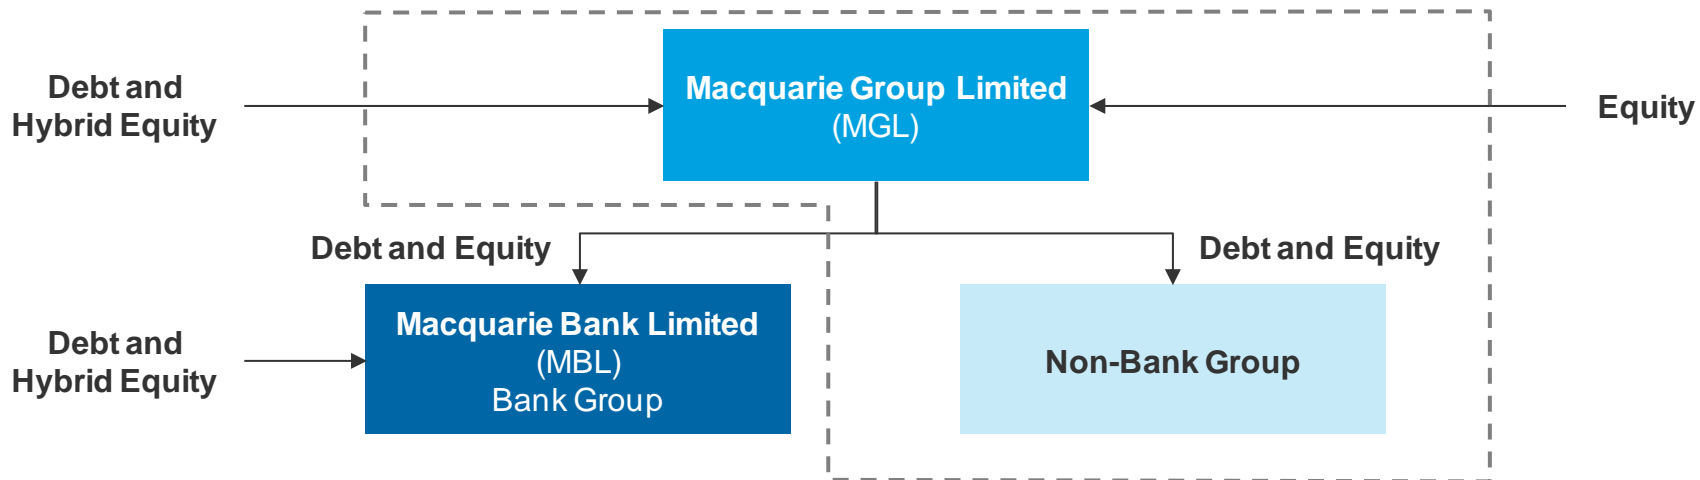 Debt and
Hybrid Equity
Macquarie Group Limited
(MGL)
Equity
Debt and Equity
Debt and Equity
Debt and
Hybrid Equity
Macquarie Bank Limited
(MBL)
Bank Group
Non-Bank Group